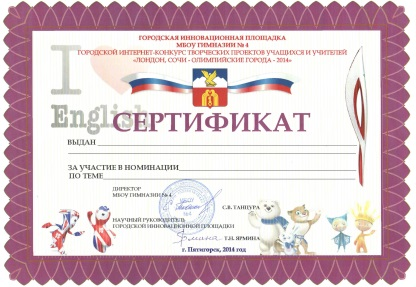 ГОРОДСКАЯ ИННОВАЦИОННАЯ ПЛОЩАДКА
МБОУ ГИМНАЗИИ № 4
ГОРОДСКОЙ ИНТЕРНЕТ-КОНКУРС ТВОРЧЕСКИХ ПРОЕКТОВ УЧАЩИХСЯ И УЧИТЕЛЕЙ
«ЛОНДОН, СОЧИ - ОЛИМПИЙСКИЕ ГОРОДА - 2014»
I
English
СЕРТИФИКАТ
ВЫДАН
ЗА УЧАСТИЕ В НОМИНАЦИИ
ПО ТЕМЕ
ДИРЕКТОР
МБОУ ГИМНАЗИИ № 4
С.В. ТАНЦУРА
НАУЧНЫЙ РУКОВОДИТЕЛЬ
ГОРОДСКОЙ ИННОВАЦИОННОЙ ПЛОЩАДКИ
Т.Н. ЯРМИНА
г. Пятигорск, 2014 год